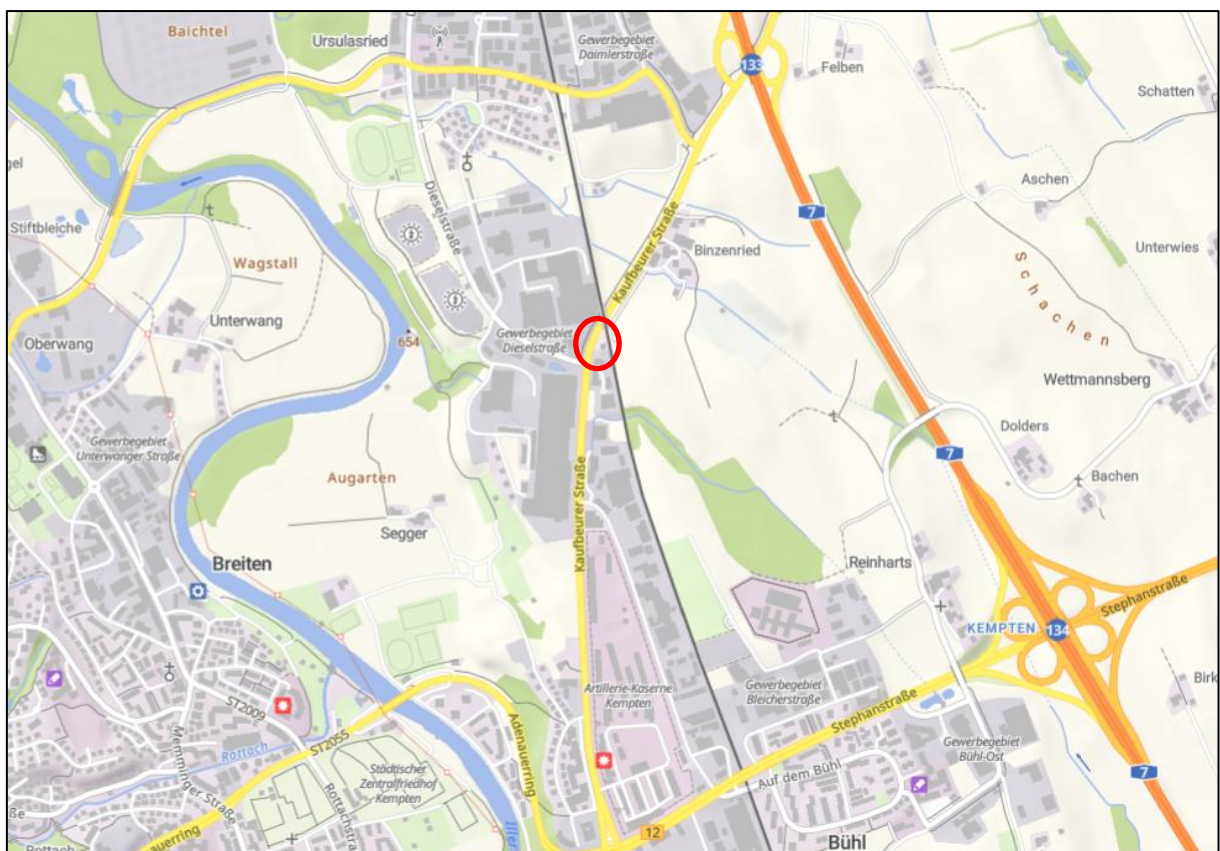 Baichtel
Ursulasried
Gewerbegebiet
Daimlerstraße
133
Felben
Schatten
Aschen
Stiftbleiche
Dieselstraße
Kaufbeurer Straße
7
Binzenried
Unterwies
Wagstall
Schachen
Unterwang
Oberwang
654
Gewerbegebiet
Dieselstraße
Wettmannsberg
Dolders
Gewerbegebiet
Unterwanger Straße
Augarten
7
Bachen
Kaufbeurer Straße
Segger
Breiten
Reinharts
Stephanstraße
KEMPTEN
134
Artillerie-Kaserne
Kempten
Gewerbegebiet
Bleicherstraße
Birk
ST2009
Stephanstraße
Rottach
ST2055
Adenauerring
Memminger Straße
Städtischer
Zentralfriedhof
Kempten
Gewerbegebiet
Bühl-Ost
Auf dem Bühl
7
Rottachstra
Iller
auerring
12
Bühl
Rottach